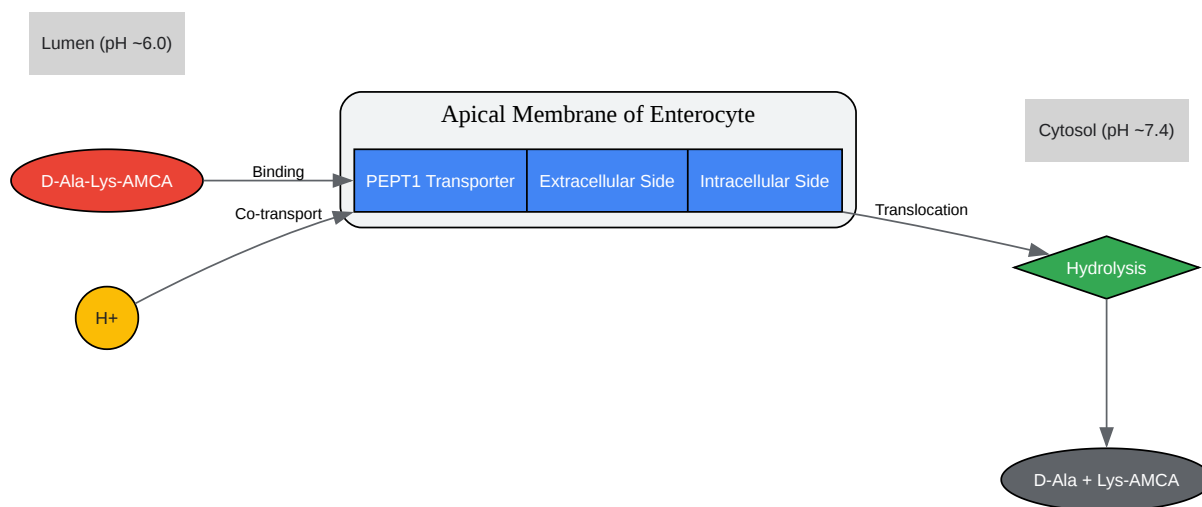 Lumen (pH ~6.0)
Apical Membrane of Enterocyte
Cytosol (pH ~7.4)
D-Ala-Lys-AMCA
Binding
PEPT1 Transporter
Extracellular Side
Intracellular Side
Co-transport
Translocation
Hydrolysis
H+
D-Ala + Lys-AMCA